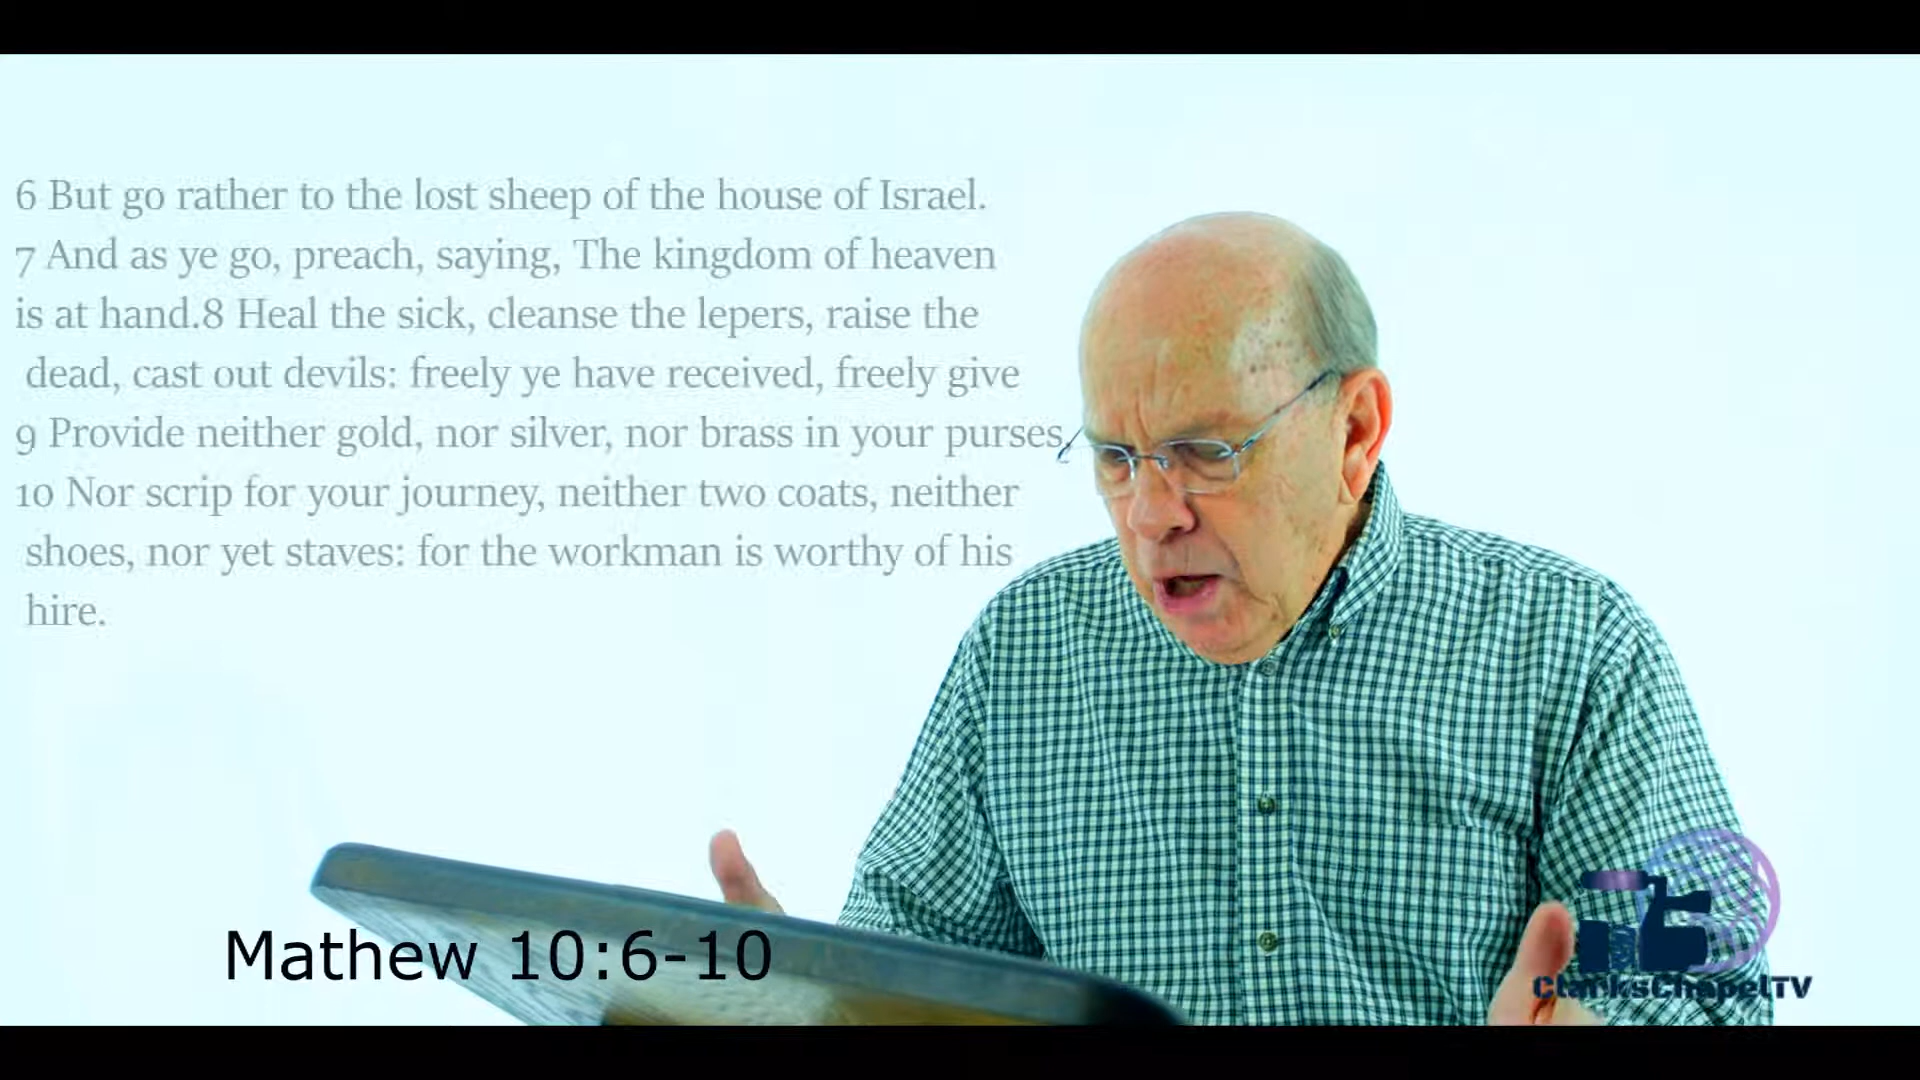 6 But go rather to the lost sheep of the house of Israel.
7 And as ye go, preach, saying, The kingdom of heaven
is at hand.8 Heal the sick, cleanse the lepers, raise the
dead, cast out devils: freely ye have received, freely give
9 Provide neither gold, nor silver, nor brass in your purses,
10 Nor scrip for your journey, neither two coats, neither
shoes, nor yet staves: for the workman is worthy of his
hire.
Mathew 10:6-10
ClarksChapelTV